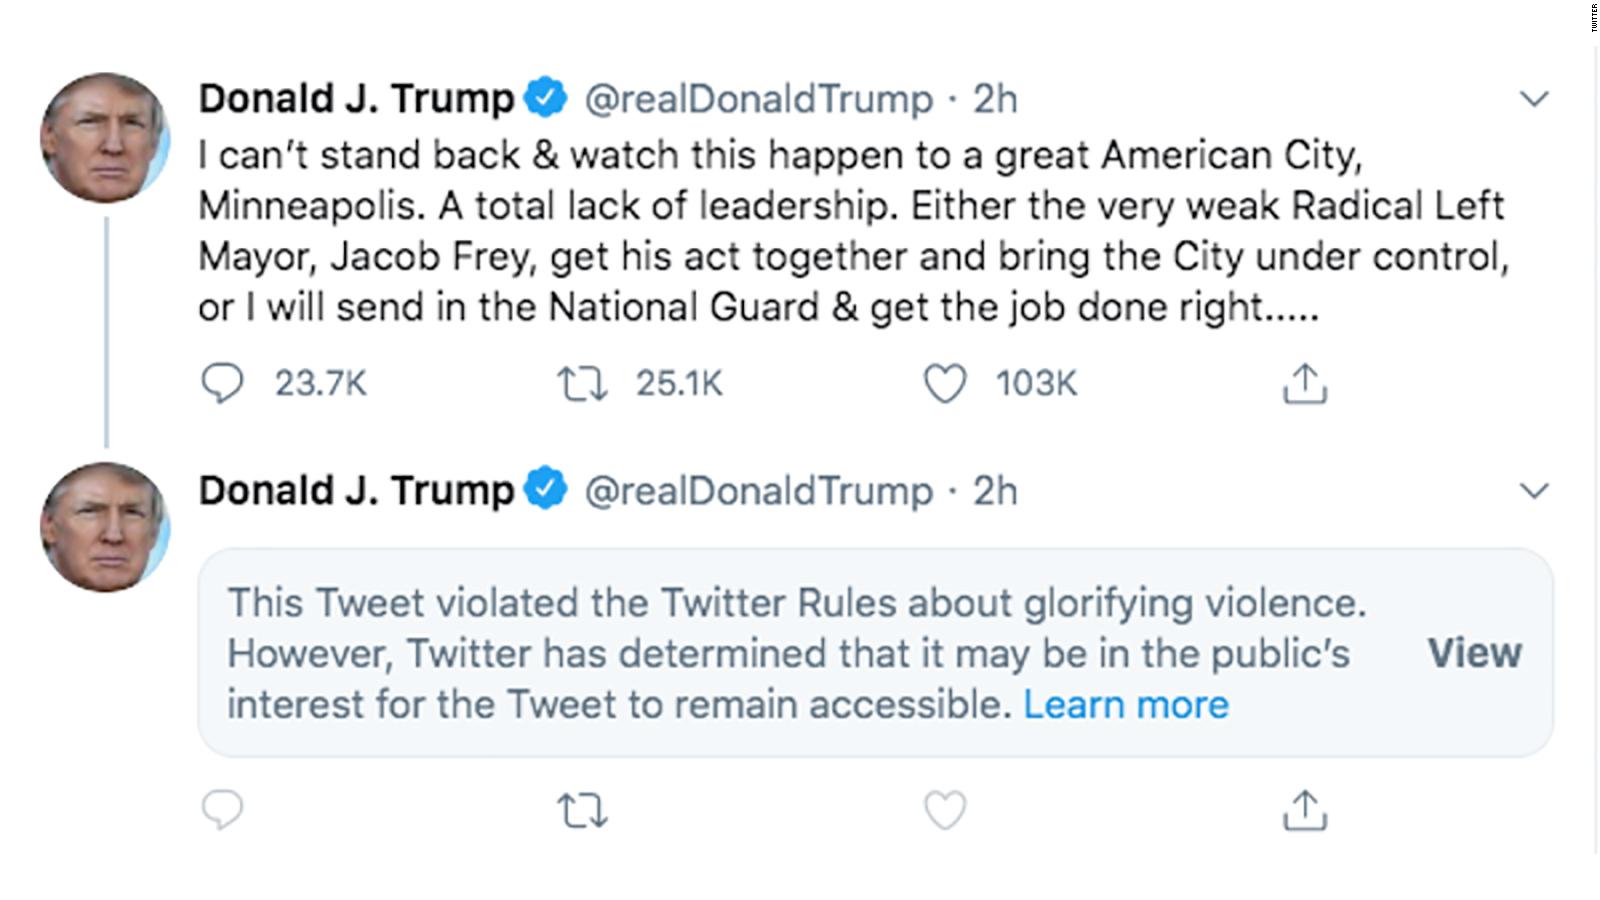 TWITTER
Donald J. Trump @realDonaldTrump · 2h
I can't stand back & watch this happen to a great American City,
Minneapolis. A total lack of leadership. Either the very weak Radical Left
Mayor, Jacob Frey, get his act together and bring the City under control,
or I will send in the National Guard & get the job done right.....
23.7K 25.1K 103K
Donald J. Trump @realDonaldTrump · 2h
This Tweet violated the Twitter Rules about glorifying violence.
However, Twitter has determined that it may be in the public's
interest for the Tweet to remain accessible. Learn more
View